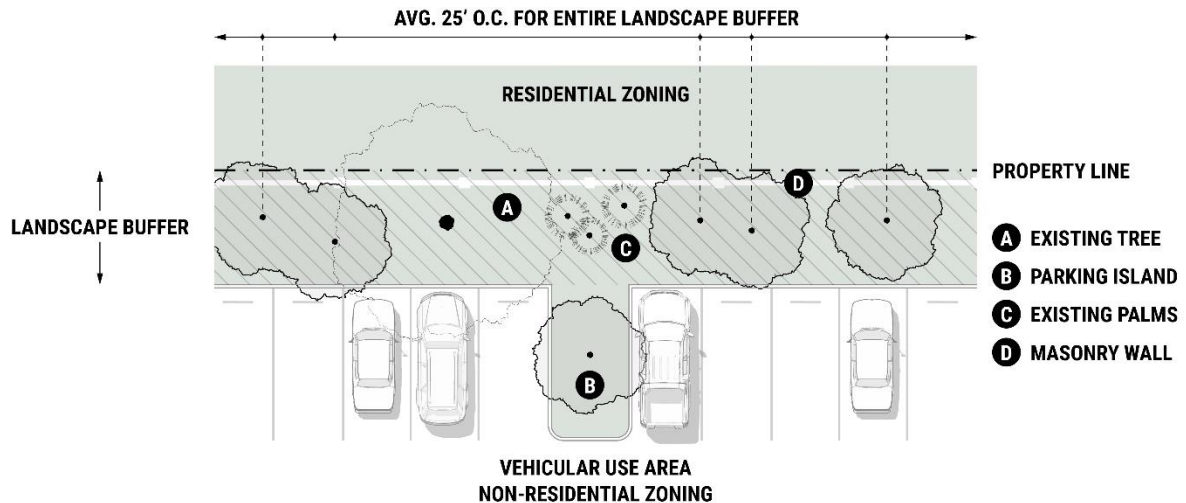 AVG. 25' O.C. FOR ENTIRE LANDSCAPE BUFFER
RESIDENTIAL ZONING
PROPERTY LINE
LANDSCAPE BUFFER
A
B
C
D
A EXISTING TREE
B PARKING ISLAND
C EXISTING PALMS
D MASONRY WALL
VEHICULAR USE AREA
NON-RESIDENTIAL ZONING